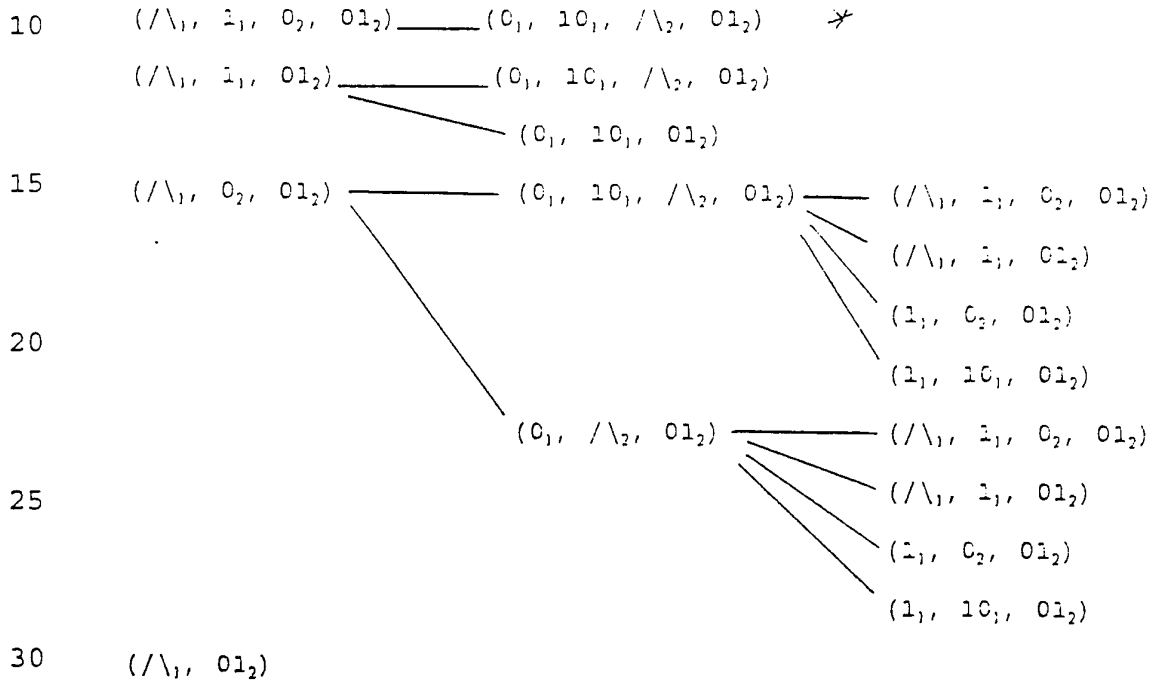 10 (/\₁, 1₁, 0₂, 01₂) (0₁, 10₁, /\₂, 01₂) *
(/\₁, 1₁, 01₂) (0₁, 10₁, /\₂, 01₂)
(0₁, 10₁, 01₂)
15 (/\₁, 0₂, 01₂) (0₁, 10₁, /\₂, 01₂) (/\₁, 1₁, 0₂, 01₂)
(/\₁, 1₁, 01₂)
(1₁, 0₂, 01₂)
20
(1₁, 10₁, 01₂)
(0₁, /\₂, 01₂) (/\₁, 1₁, 0₂, 01₂)
25 (/\₁, 1₁, 01₂)
(1₁, 0₂, 01₂)
(1₁, 10₁, 01₂)
30 (/\₁, 01₂)